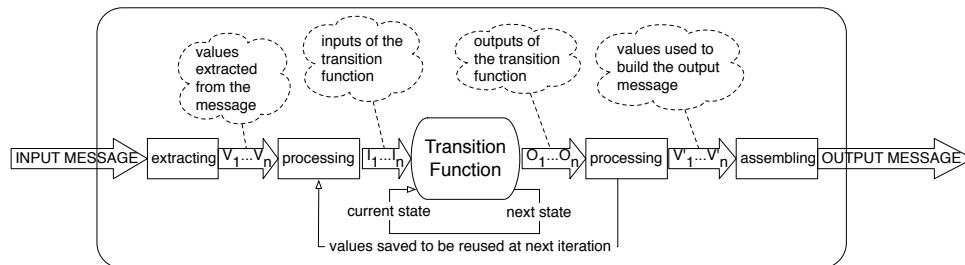 values
extracted
from the
message
inputs of the
transition
function
outputs of
the transition
function
values used to
build the output
message
INPUT MESSAGE
extracting
V1...Vn
processing
I1...In
Transition
Function
O1...On
processing
V'1...V'n
assembling
OUTPUT MESSAGE
current state
next state
values saved to be reused at next iteration